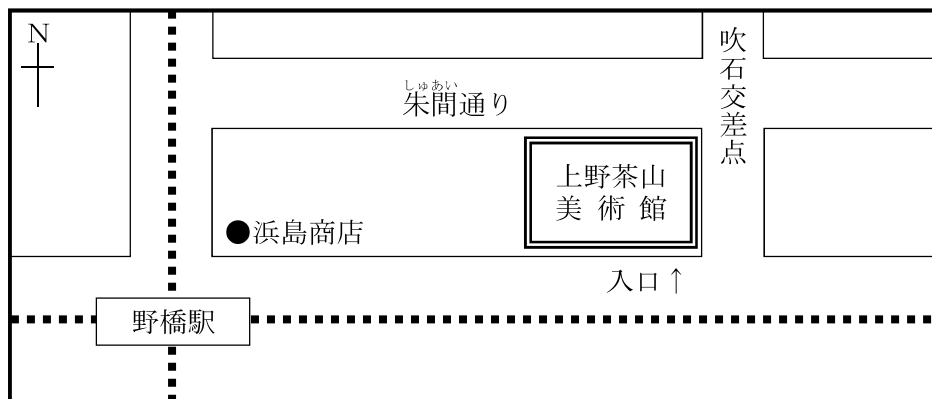 N
吹石交差点
しゅあい
朱間通り
上野茶山
美術館
●浜島商店
入口↑
野橋駅